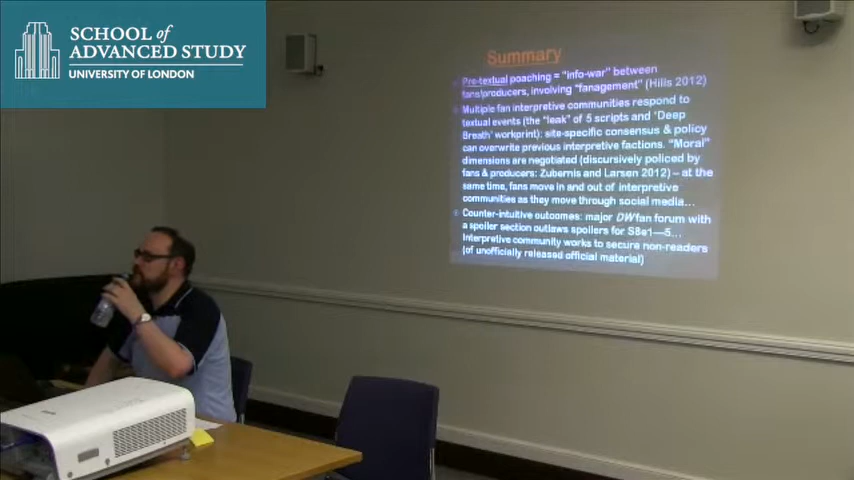 SCHOOL of
ADVANCED STUDY
UNIVERSITY OF LONDON
Summary
Pre-textual poaching = "info-war" between
fans/producers, involving "fanagement" (Hills 2012)
Multiple fan interpretive communities respond to
textual events (the "leak" of 5 scripts and 'Deep
Breath' workprint): site-specific consensus & policy
can overwrite previous interpretive factions. "Moral"
dimensions are negotiated (discursively policed by
fans & producers: Zubernis and Larsen 2012) – at the
same time, fans move in and out of interpretive
communities as they move through social media...
Counter-intuitive outcomes: major DW fan forum with
a spoiler section outlaws spoilers for S8e1—5...
Interpretive community works to secure non-readers
(of unofficially released official material)